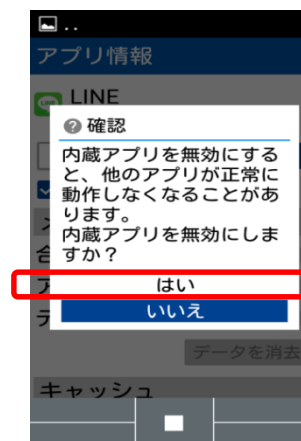 ..
アプリ情報
LINE
確認
内蔵アプリを無効にする
と、他のアプリが正常に
動作しなくなることがあ
ります。
内蔵アプリを無効にしま
すか？
はい
いいえ
データを消去
キャッシュ